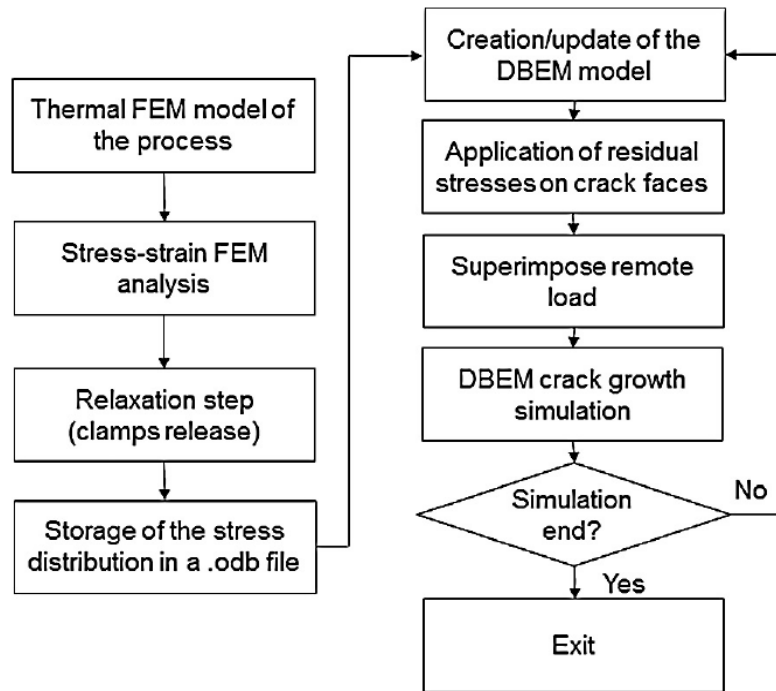 Thermal FEM model of
the process
Stress-strain FEM
analysis
Relaxation step
(clamps release)
Storage of the stress
distribution in a .odb file
Creation/update of the
DBEM model
Application of residual
stresses on crack faces
Superimpose remote
load
DBEM crack growth
simulation
Simulation
end?
No
Yes
Exit